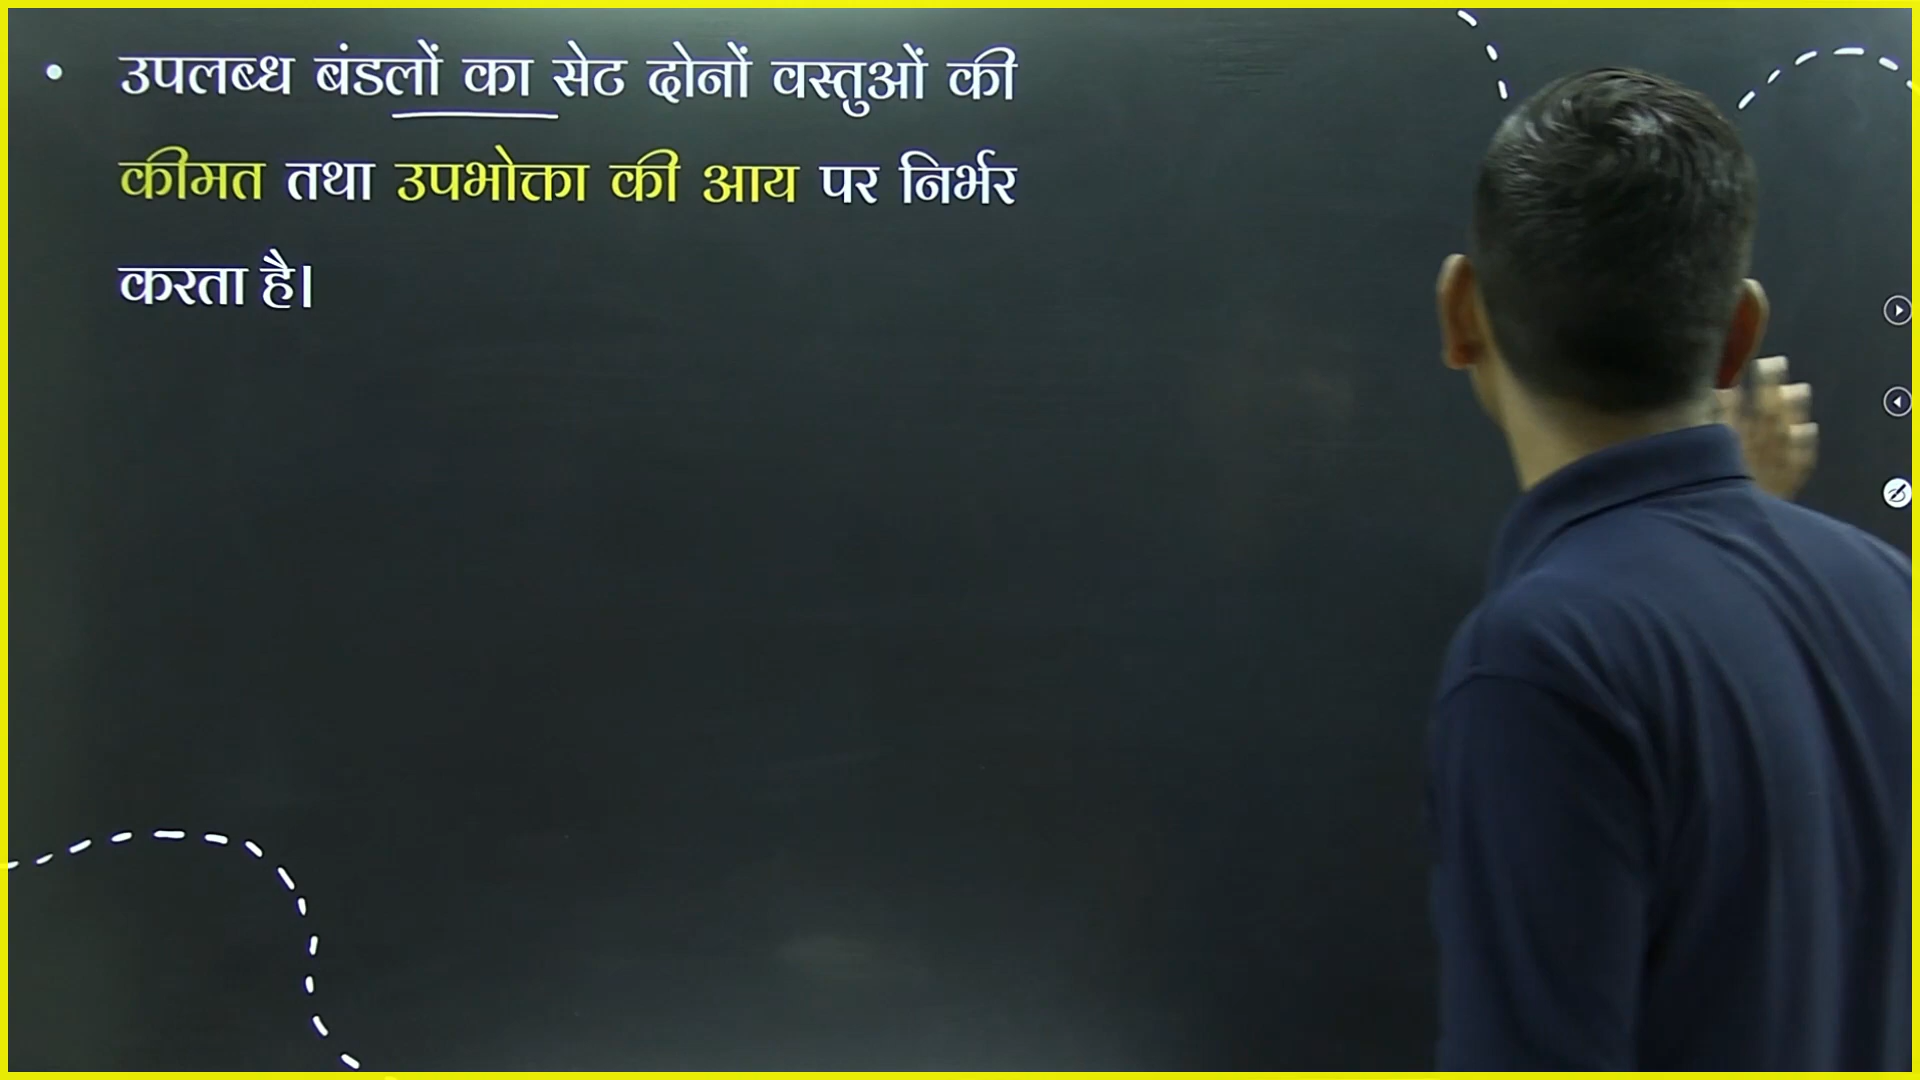 • उपलब्ध बंडलों का सेट दोनों वस्तुओं की
कीमत तथा उपभोक्ता की आय पर निर्भर
करता है।